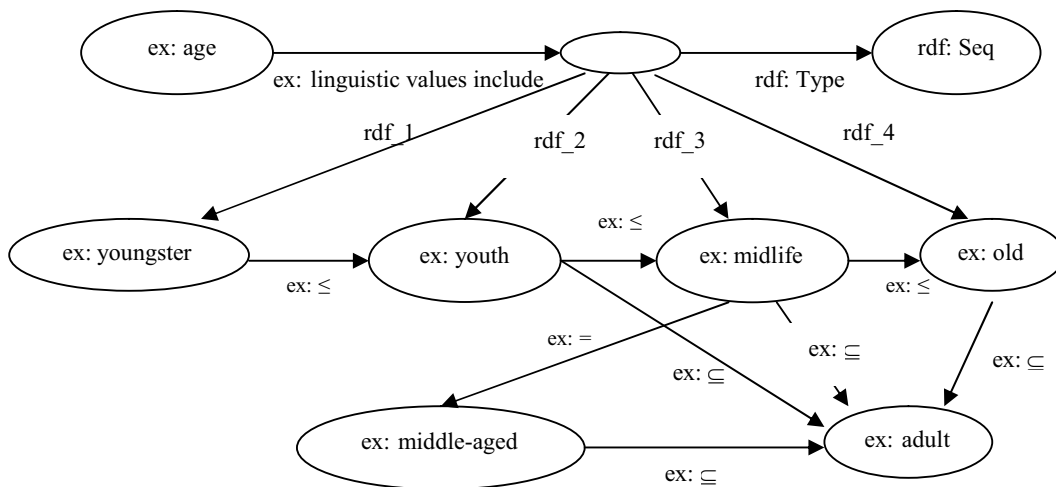 ex: age
rdf: Seq
ex: linguistic values include
rdf: Type
rdf_1
rdf_2
rdf_3
rdf_4
ex: youngster
ex: ≤
ex: youth
ex: ≤
ex: midlife
ex: ≤
ex: old
ex: =
ex: ⊆
ex: ⊆
ex: ⊆
ex: middle-aged
ex: ⊆
ex: adult